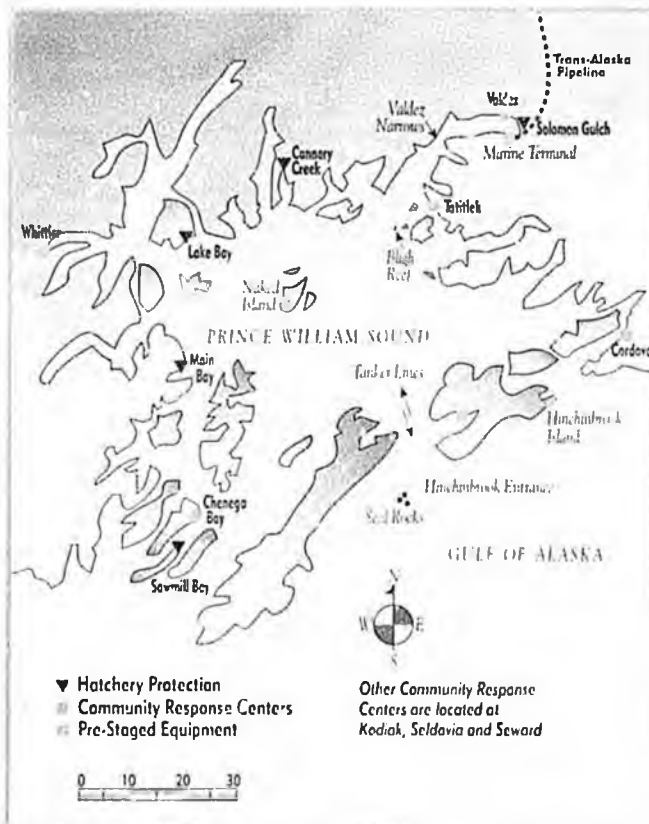 Trans-Alaska
Pipeline
Valdez
Valdez
Narrows
Solomon Gulch
Marine Terminal
Cannery
Creek
Tatitlek
Whittier
Lake Bay
Bligh
Reef
Naked
Island
PRINCE WILLIAM SOUND
Cordova
Main
Bay
Tanker Lanes
Hinchinbrook
Island
Hinchinbrook Entrance
Chenega
Bay
Seal Rocks
GULF OF ALASKA
Sawmill Bay
N
W E
S
Hatchery Protection
Community Response Centers
Pre-Staged Equipment
Other Community Response
Centers are located at
Kodiak, Seldavia and Seward
0 10 20 30